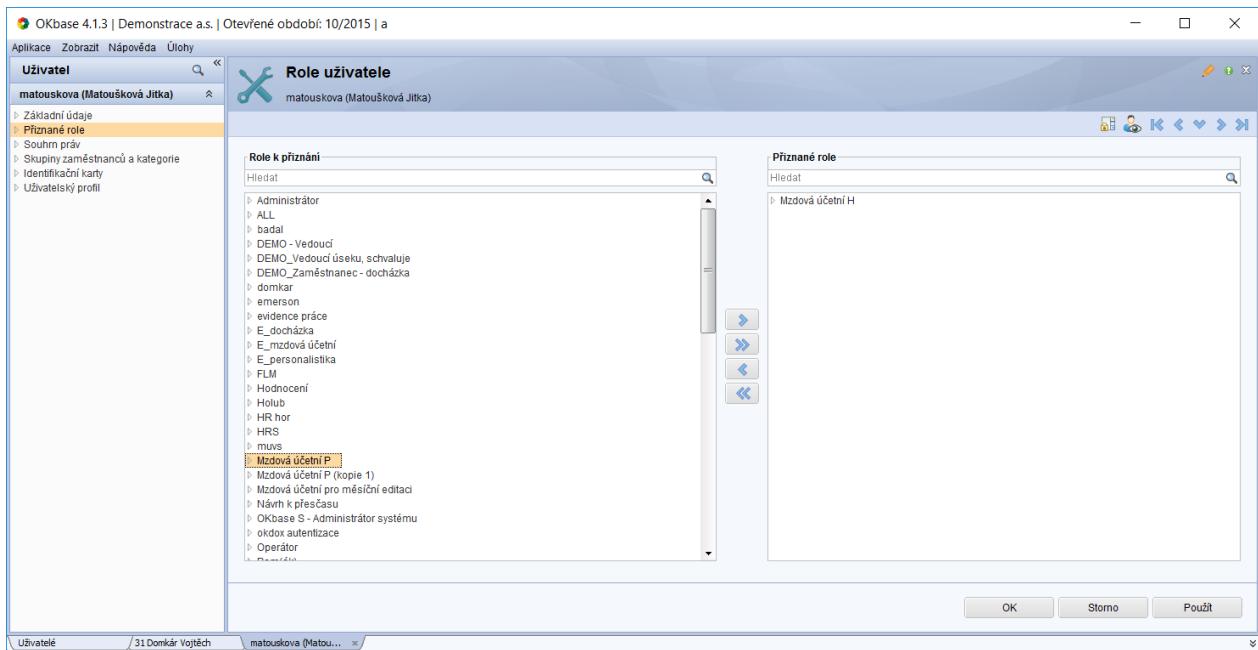 OKbase 4.1.3 | Demonstrace a.s. | Otevřené období: 10/2015 | a
Aplikace Zobrazit Nápověda Úlohy
Uživatel
matouskova (Matoušková Jitka)
Základní údaje
Přiznané role
Souhrn práv
Skupiny zaměstnanců a kategorie
Identifikační karty
Uživatelský profil
Role uživatele
matouskova (Matoušková Jitka)
Role k přiznání
Hledat
Administrátor
ALL
badal
DEMO - Vedoucí
DEMO_Vedoucí úseku, schvaluje
DEMO_Zaměstnanec - docházka
domkar
emerson
evidence práce
E_docházka
E_mzdová účetní
E_personalistika
FLM
Hodnocení
Holub
HR hor
HRS
muvs
Mzdová účetní P
Mzdová účetní P (kopie 1)
Mzdová účetní pro měsíční editaci
Návrh k přesčasu
OKbase S - Administrátor systému
okdox autentizace
Operátor
Přiznané role
Hledat
Mzdová účetní H
OK Storno Použít
Uživatelé 31 Domkár Vojtěch matouskova (Matou...